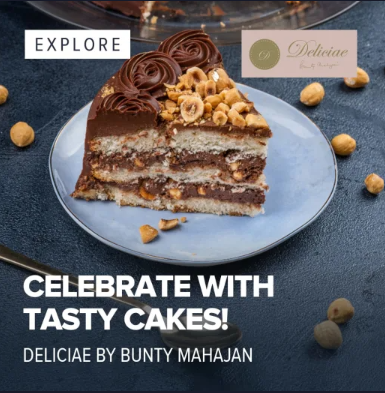 EXPLORE
Deliciae
CELEBRATE WITH
TASTY CAKES!
DELICIAE BY BUNTY MAHAJAN